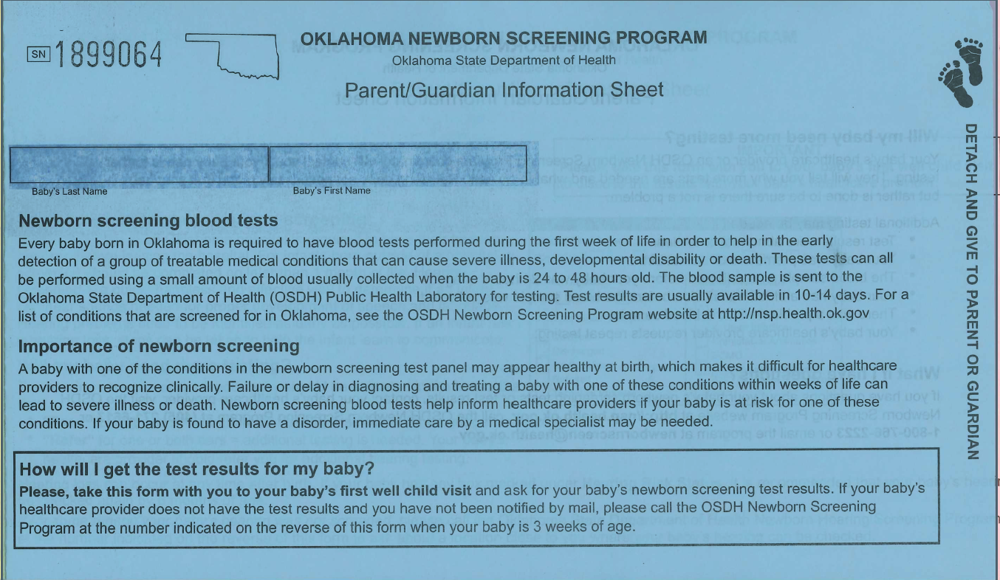 SN 1899064
OKLAHOMA NEWBORN SCREENING PROGRAM
Oklahoma State Department of Health
Parent/Guardian Information Sheet
DETACH AND GIVE TO PARENT OR GUARDIAN
Baby's Last Name
Baby's First Name
Newborn screening blood tests
Every baby born in Oklahoma is required to have blood tests performed during the first week of life in order to help in the early
detection of a group of treatable medical conditions that can cause severe illness, developmental disability or death. These tests can all
be performed using a small amount of blood usually collected when the baby is 24 to 48 hours old. The blood sample is sent to the
Oklahoma State Department of Health (OSDH) Public Health Laboratory for testing. Test results are usually available in 10-14 days. For a
list of conditions that are screened for in Oklahoma, see the OSDH Newborn Screening Program website at http://nsp.health.ok.gov
Importance of newborn screening
A baby with one of the conditions in the newborn screening test panel may appear healthy at birth, which makes it difficult for healthcare
providers to recognize clinically. Failure or delay in diagnosing and treating a baby with one of these conditions within weeks of life can
lead to severe illness or death. Newborn screening blood tests help inform healthcare providers if your baby is at risk for one of these
conditions. If your baby is found to have a disorder, immediate care by a medical specialist may be needed.
How will I get the test results for my baby?
Please, take this form with you to your baby's first well child visit and ask for your baby's newborn screening test results. If your baby's
healthcare provider does not have the test results and you have not been notified by mail, please call the OSDH Newborn Screening
Program at the number indicated on the reverse of this form when your baby is 3 weeks of age.